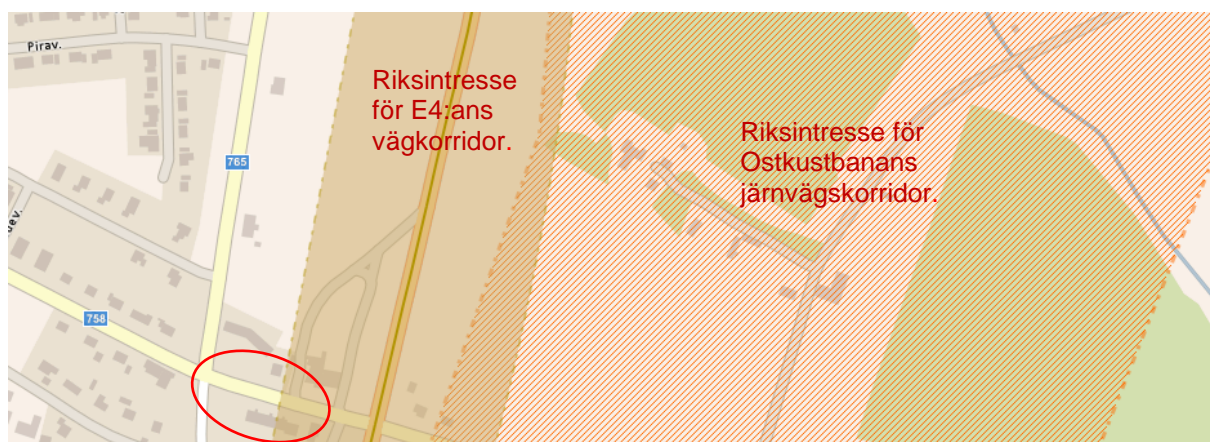 Pirav.
Riksintresse
för E4:ans
vägkorridor.
Riksintresse för
Ostkustbanans
järnvägskorridor.
765
758